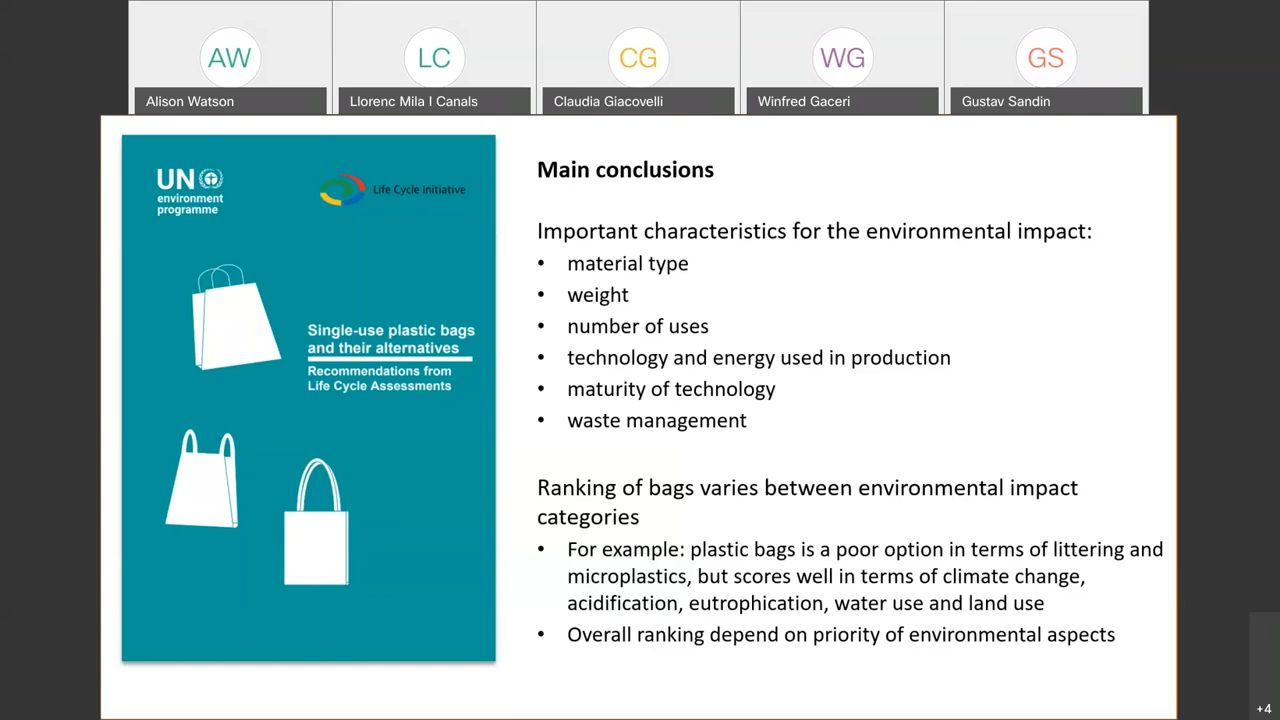 AW
LC
CG
WG
GS
Alison Watson
Llorenc Mila I Canals
Claudia Giacovelli
Winfred Gaceri
Gustav Sandin
UN
environment
programme
Life Cycle Initiative
Single-use plastic bags
and their alternatives
Recommendations from
Life Cycle Assessments
Main conclusions
Important characteristics for the environmental impact:
• material type
• weight
• number of uses
• technology and energy used in production
• maturity of technology
• waste management
Ranking of bags varies between environmental impact
categories
• For example: plastic bags is a poor option in terms of littering and
microplastics, but scores well in terms of climate change,
acidification, eutrophication, water use and land use
• Overall ranking depend on priority of environmental aspects
+4